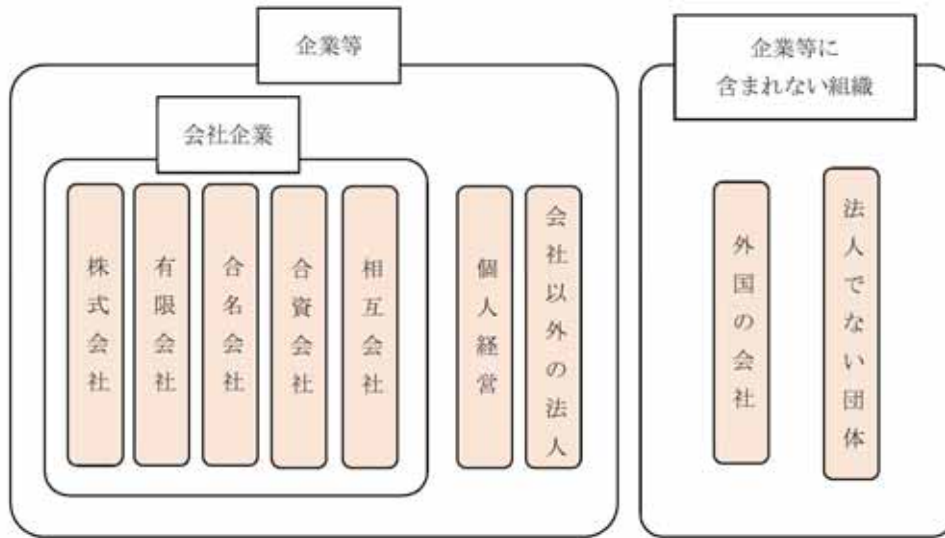 企業等
会社企業
株式会社
有限会社
合名会社
合資会社
相互会社
個人経営
会社以外の法人
企業等に
含まれない組織
外国の会社
法人でない団体